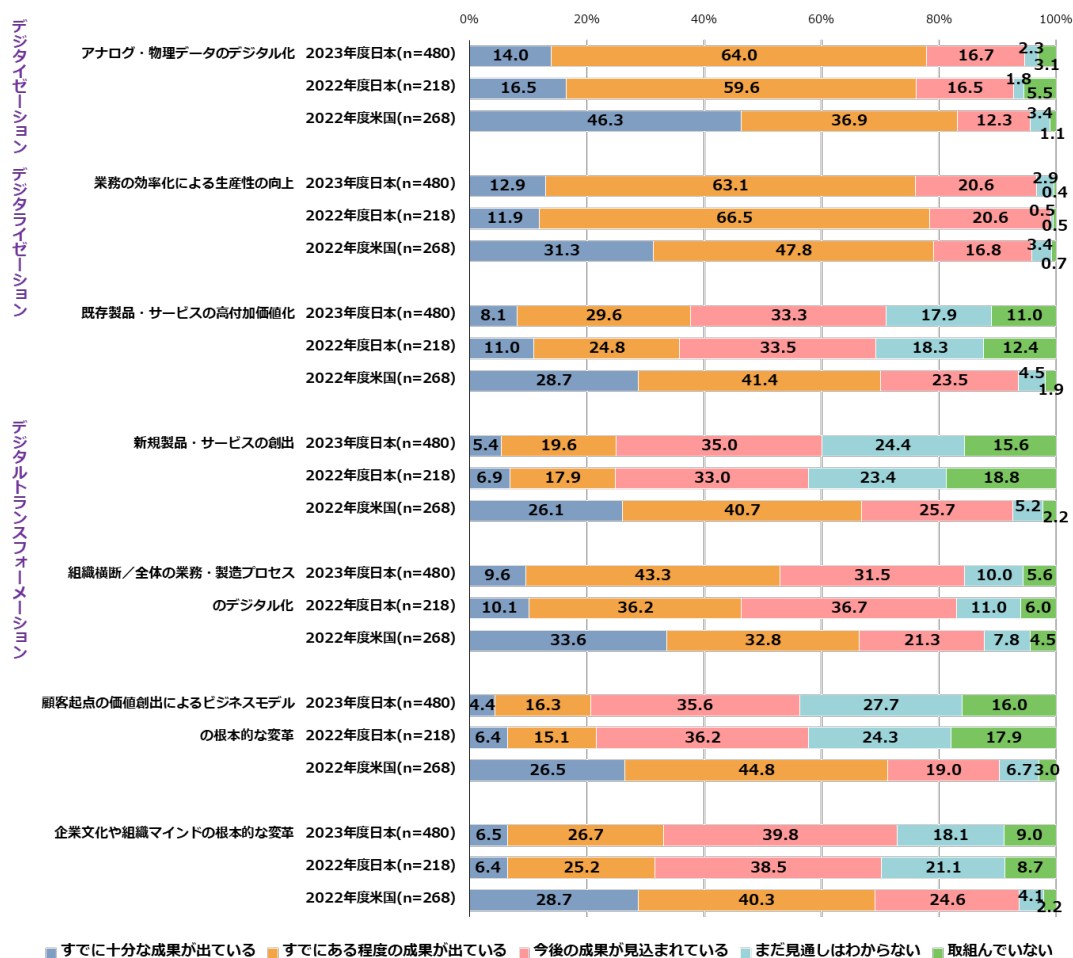 0% 20% 40% 60% 80% 100%
デジタイゼーション
アナログ・物理データのデジタル化 2023年度日本(n=480) 14.0 64.0 16.7 2.3 3.1
2022年度日本(n=218) 16.5 59.6 16.5 1.8 5.5
2022年度米国(n=268) 46.3 36.9 12.3 3.4 1.1
デジタライゼーション
業務の効率化による生産性の向上 2023年度日本(n=480) 12.9 63.1 20.6 2.9 0.4
2022年度日本(n=218) 11.9 66.5 20.6 0.5 0.5
2022年度米国(n=268) 31.3 47.8 16.8 3.4 0.7
既存製品・サービスの高付加価値化 2023年度日本(n=480) 8.1 29.6 33.3 17.9 11.0
2022年度日本(n=218) 11.0 24.8 33.5 18.3 12.4
2022年度米国(n=268) 28.7 41.4 23.5 4.5 1.9
デジタルトランスフォーメーション
新規製品・サービスの創出 2023年度日本(n=480) 5.4 19.6 35.0 24.4 15.6
2022年度日本(n=218) 6.9 17.9 33.0 23.4 18.8
2022年度米国(n=268) 26.1 40.7 25.7 5.2 2.2
組織横断／全体の業務・製造プロセス 2023年度日本(n=480) 9.6 43.3 31.5 10.0 5.6
のデジタル化 2022年度日本(n=218) 10.1 36.2 36.7 11.0 6.0
2022年度米国(n=268) 33.6 32.8 21.3 7.8 4.5
顧客起点の価値創出によるビジネスモデル 2023年度日本(n=480) 4.4 16.3 35.6 27.7 16.0
の根本的な変革 2022年度日本(n=218) 6.4 15.1 36.2 24.3 17.9
2022年度米国(n=268) 26.5 44.8 19.0 6.7 3.0
企業文化や組織マインドの根本的な変革 2023年度日本(n=480) 6.5 26.7 39.8 18.1 9.0
2022年度日本(n=218) 6.4 25.2 38.5 21.1 8.7
2022年度米国(n=268) 28.7 40.3 24.6 4.1 2.2
すでに十分な成果が出ている すでにある程度の成果が出ている 今後の成果が見込まれている まだ見通しはわからない 取組んでいない